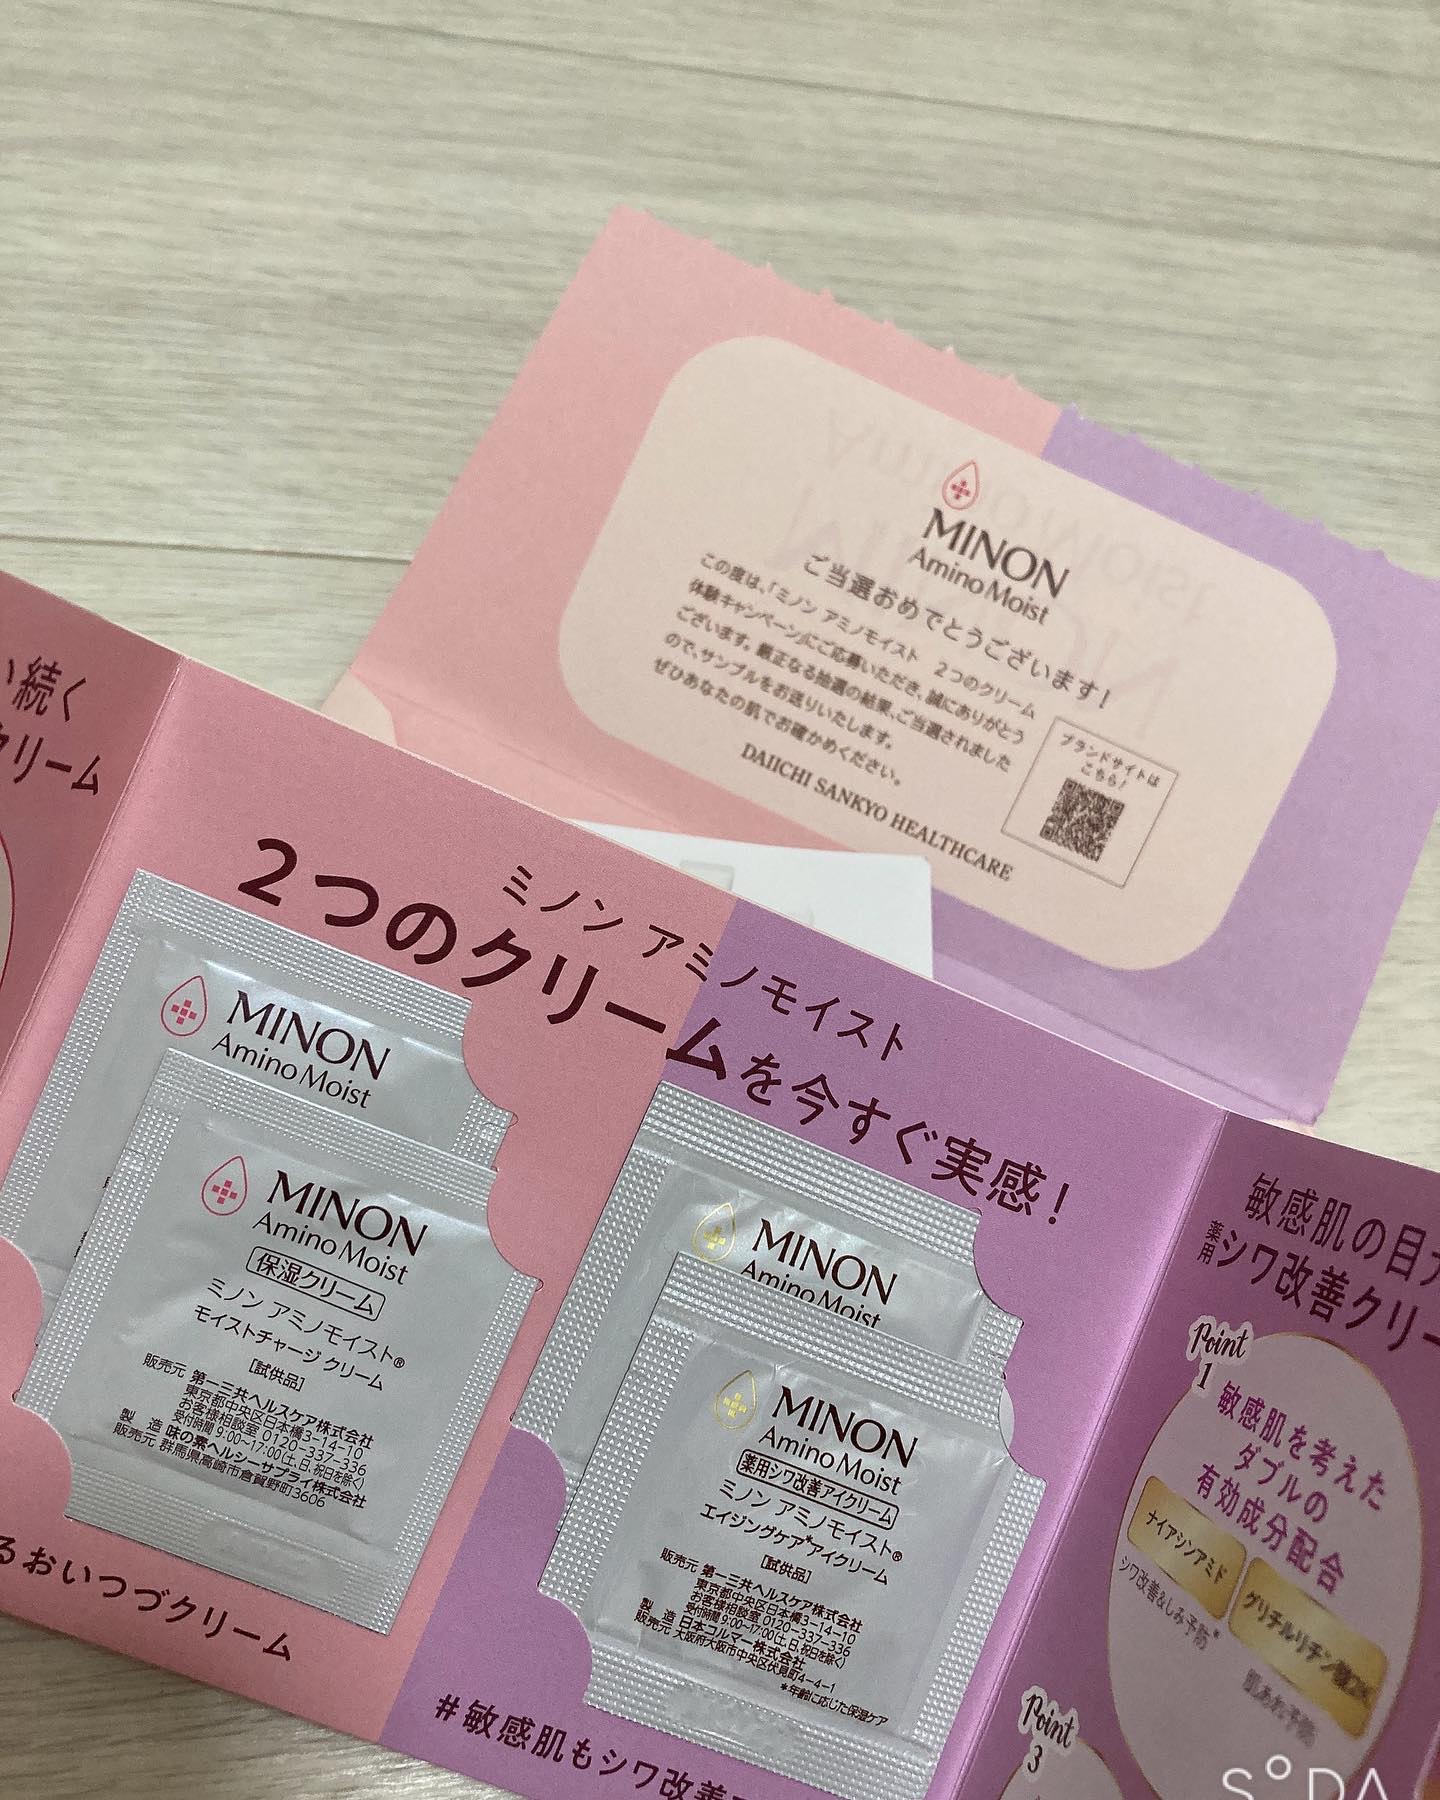 MINON
Amino Moist
ご当選おめでとうございます!
この度は、「ミノン アミノモイスト 2つのクリーム
体験キャンペーン」にご応募いただき、誠にありがとう
ございます。厳正なる抽選の結果、ご当選されました
ので、サンプルをお送りいたします。
ぜひあなたの肌でお確かめください。
DAIICHI SANKYO HEALTHCARE
ブランドサイトは
こちら!
い続く
クリーム
ミノン アミノモイスト
2つのクリームを今すぐ実感!
MINON
Amino Moist
MINON
Amino Moist
保湿クリーム
ミノン アミノモイスト®
モイストチャージ クリーム
[試供品]
販売元 第一三共ヘルスケア株式会社
東京都中央区日本橋3-14-10
お客様相談室 0120-337-336
受付時間 9:00~17:00(土、日、祝日を除く)
製造 味の素ヘルシーサプライ株式会社
販売元 群馬県高崎市倉賀野町3606
るおいつづクリーム
MINON
Amino Moist
MINON
Amino Moist
薬用シワ改善アイクリーム
ミノン アミノモイスト®
エイジングケア*アイクリーム
[試供品]
販売元 第一三共ヘルスケア株式会社
東京都中央区日本橋3-14-10
お客様相談室 0120-337-336
受付時間 9:00~17:00(土、日、祝日を除く)
製造 日本コルマー株式会社
販売元 大阪府大阪市中央区伏見町4-4-1
*年齢に応じた保湿ケア
#敏感肌もシワ改善
敏感肌の目
薬用シワ改善クリー
Point
1
敏感肌を考えた
ダブルの
有効成分配合
ナイアシンアミド
シワ改善&しみ予防*
グリチルリチン酸2K
肌あれ予防
Point
3
SODA